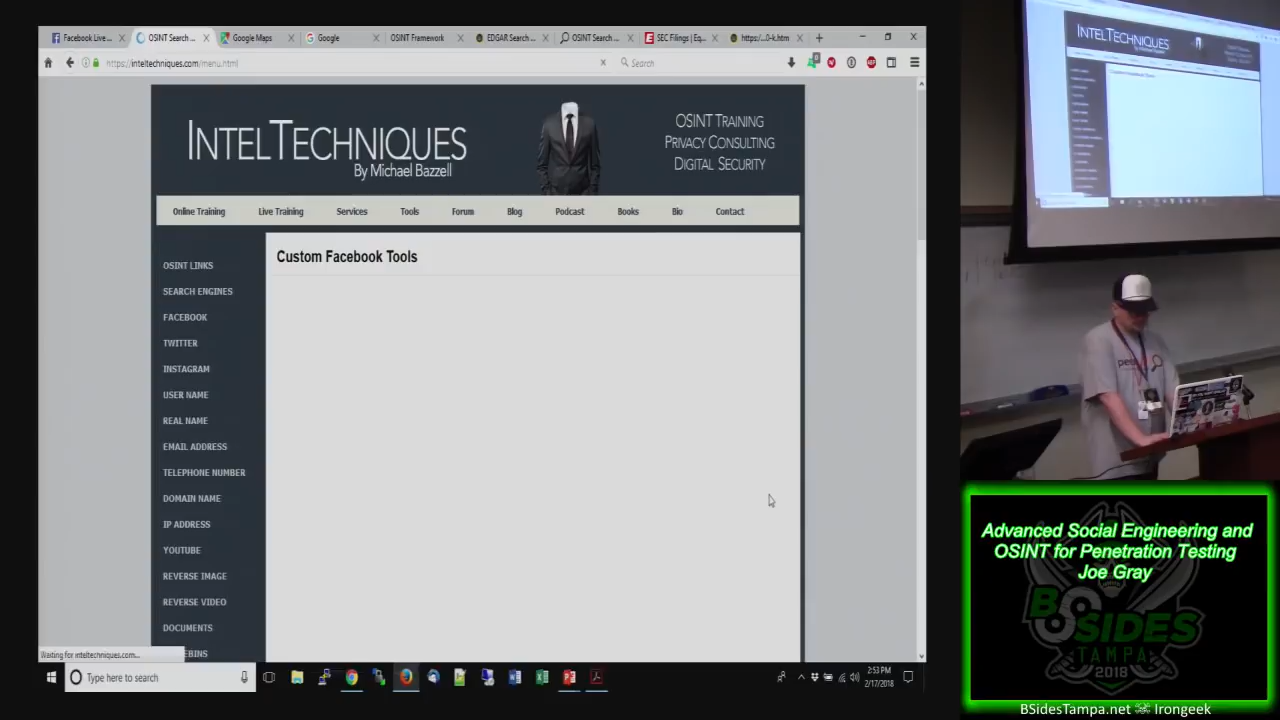 Facebook Live ...
OSINT Search ...
Google Maps
Google
OSINT Framework
EDGAR Search ...
OSINT Search ...
SEC Filings | Eq...
https:/...0-k.htm
https://inteltechniques.com/menu.html
Search
INTELTECHNIQUES
By Michael Bazzell
OSINT TRAINING
PRIVACY CONSULTING
DIGITAL SECURITY
Online Training
Live Training
Services
Tools
Forum
Blog
Podcast
Books
Bio
Contact
Custom Facebook Tools
OSINT LINKS
SEARCH ENGINES
FACEBOOK
TWITTER
INSTAGRAM
USER NAME
REAL NAME
EMAIL ADDRESS
TELEPHONE NUMBER
DOMAIN NAME
IP ADDRESS
YOUTUBE
REVERSE IMAGE
REVERSE VIDEO
DOCUMENTS
EBINS
Waiting for inteltechniques.com...
Type here to search
2:53 PM
2/17/2018
INTELTECHNIQUES
Advanced Social Engineering and
OSINT for Penetration Testing
Joe Gray
BSIDES
TAMPA
2018
BSidesTampa.net Irongeek